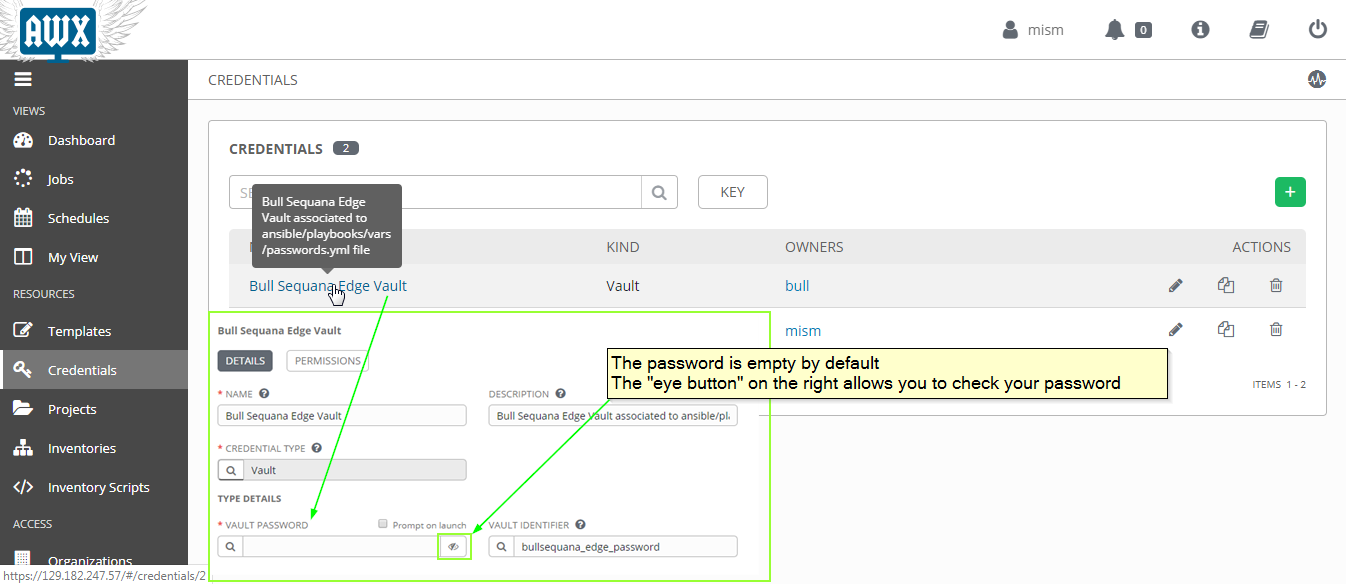 AWX
mism
0
VIEWS
Dashboard
Jobs
Schedules
My View
RESOURCES
Templates
Credentials
Projects
Inventories
Inventory Scripts
ACCESS
Organizations
https://129.182.247.57/#/credentials/2
CREDENTIALS
CREDENTIALS 2
KEY
Bull Sequana Edge
Vault associated to
ansible/playbooks/vars
/passwords.yml file
KIND OWNERS ACTIONS
Bull Sequana Edge Vault Vault bull
mism
ITEMS 1 - 2
Bull Sequana Edge Vault
DETAILS PERMISSIONS
* NAME DESCRIPTION
Bull Sequana Edge Vault Bull Sequana Edge Vault associated to ansible/pl
* CREDENTIAL TYPE
Vault
TYPE DETAILS
* VAULT PASSWORD Prompt on launch VAULT IDENTIFIER
bullsequana_edge_password
The password is empty by default
The "eye button" on the right allows you to check your password